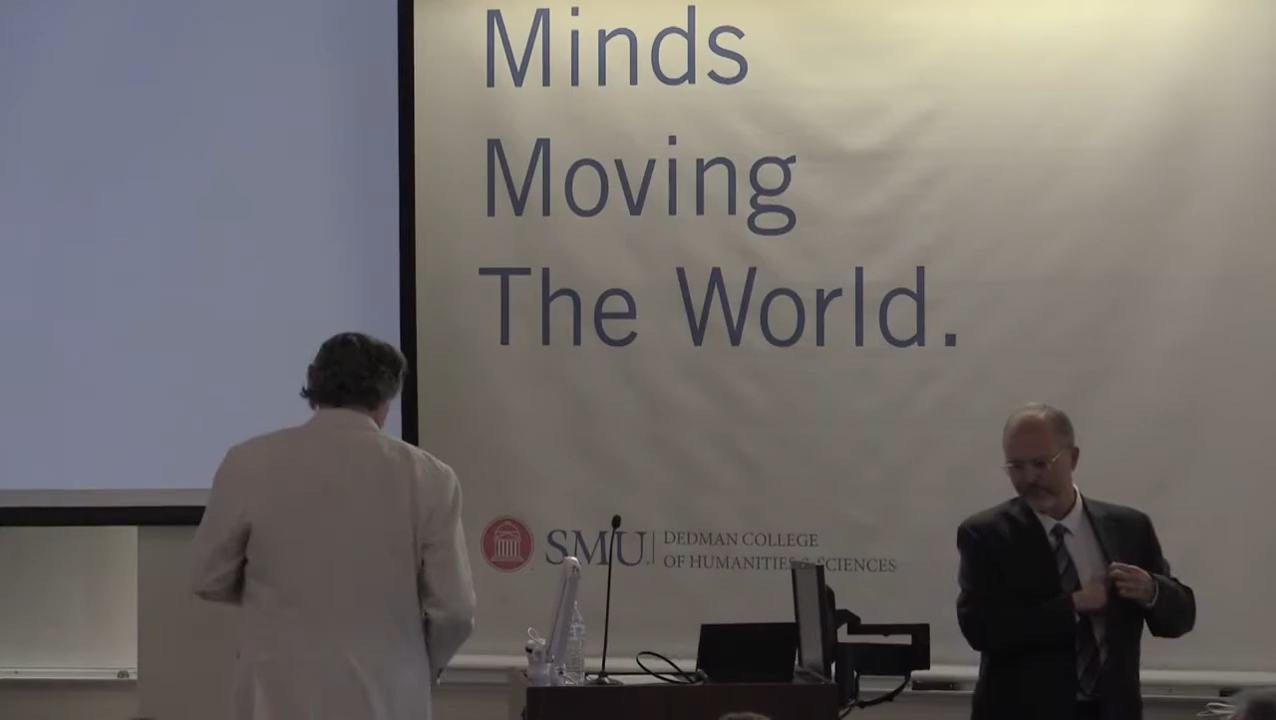 Minds
Moving
The World.
SMU.
DEDMAN COLLEGE
OF HUMANITIES & SCIENCES